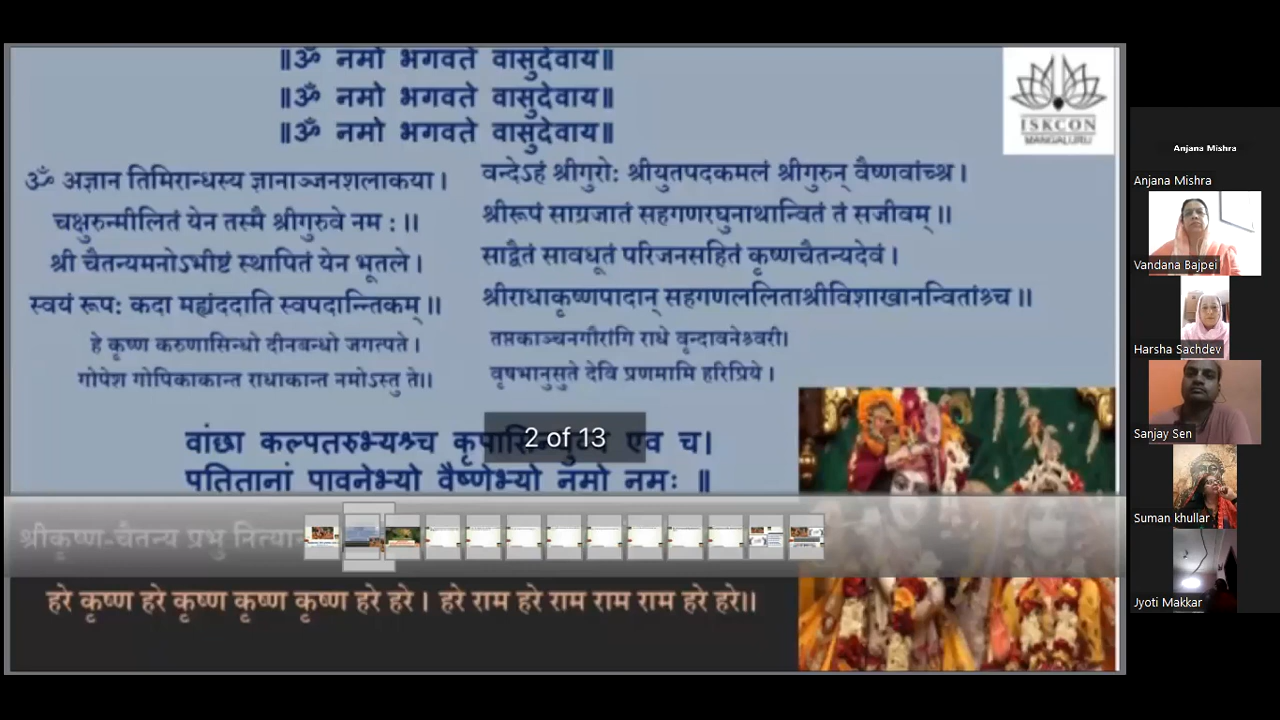 ॥ॐ नमो भगवते वासुदेवाय॥
॥ॐ नमो भगवते वासुदेवाय॥
॥ॐ नमो भगवते वासुदेवाय॥
ISKCON
MANGALURU
ॐ अज्ञान तिमिरान्धस्य ज्ञानाञ्जनशलाकया।
चक्षुरुन्मीलितं येन तस्मै श्रीगुरुवे नम : ।।
श्री चैतन्यमनोऽभीष्टं स्थापितं येन भूतले।
स्वयं रूपः कदा मह्यंददाति स्वपदान्तिकम्॥
हे कृष्ण करुणासिन्धो दीनबन्धो जगत्पते।
गोपेश गोपिकाकान्त राधाकान्त नमोऽस्तु ते।।
वन्देऽहं श्रीगुरोः श्रीयुतपदकमलं श्रीगुरुन् वैष्णवांच्श्र।
श्रीरूपं साग्रजातं सहगणरघुनाथान्वितं तं सजीवम्॥
साद्वैतं सावधूतं परिजनसहितं कृष्णचैतन्यदेवं।
श्रीराधाकृष्णपादान् सहगणललिताश्रीविशाखानन्वितांश्च॥
तप्तकाञ्चनगौरांगि राधे वृन्दावनेश्वरी।
वृषभानुसुते देवि प्रणमामि हरिप्रिये।
वांछा कल्पतरुभ्यश्च एव च।
2 of 13
पतितानां पावनेभ्यो वैष्णेभ्यो नमो नमः ॥
श्रीकृष्ण-चैतन्य प्रभु
हरे कृष्ण हरे कृष्ण कृष्ण कृष्ण हरे हरे। हरे राम हरे राम राम राम हरे हरे।।
Anjana Mishra
Anjana Mishra
Vandana Bajpei
Harsha Sachdev
Sanjay Sen
Suman khullar
Jyoti Makkar